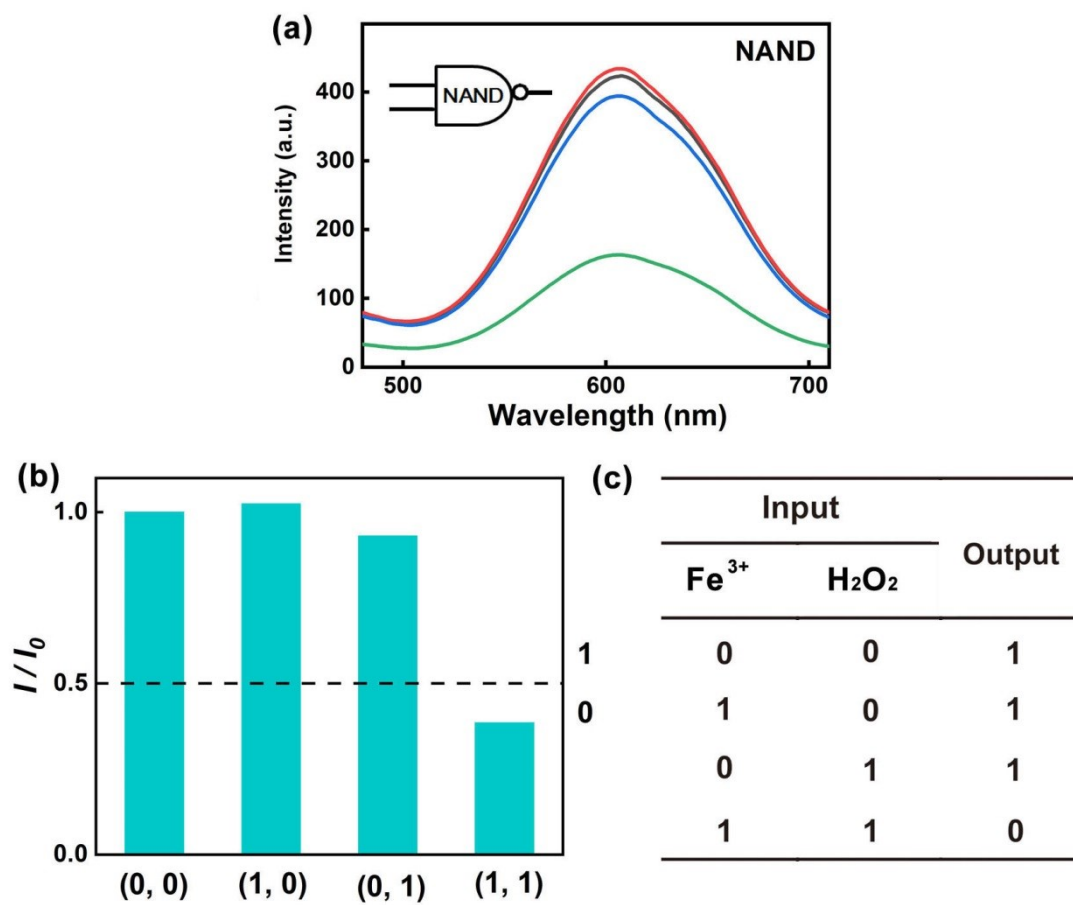 (a)
NAND
NAND
Intensity (a.u.)
400
300
200
100
0
500 600 700
Wavelength (nm)
(b)
I / I₀
1.0
0.5
0.0
(0, 0) (1, 0) (0, 1) (1, 1)
1
0
(c)
Input Output
Fe³⁺ H₂O₂
0 0 1
1 0 1
0 1 1
1 1 0